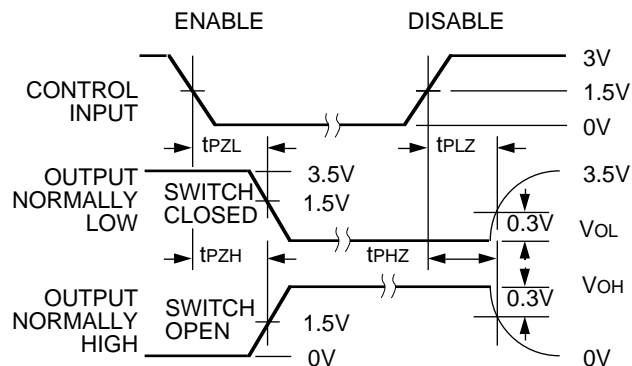 ENABLE
DISABLE
CONTROL
INPUT
3V
1.5V
0V
tPZL
tPLZ
OUTPUT
NORMALLY
LOW
SWITCH
CLOSED
3.5V
1.5V
3.5V
0.3V
VOL
tPZH
tPHZ
OUTPUT
NORMALLY
HIGH
SWITCH
OPEN
1.5V
0V
0.3V
VOH
0V